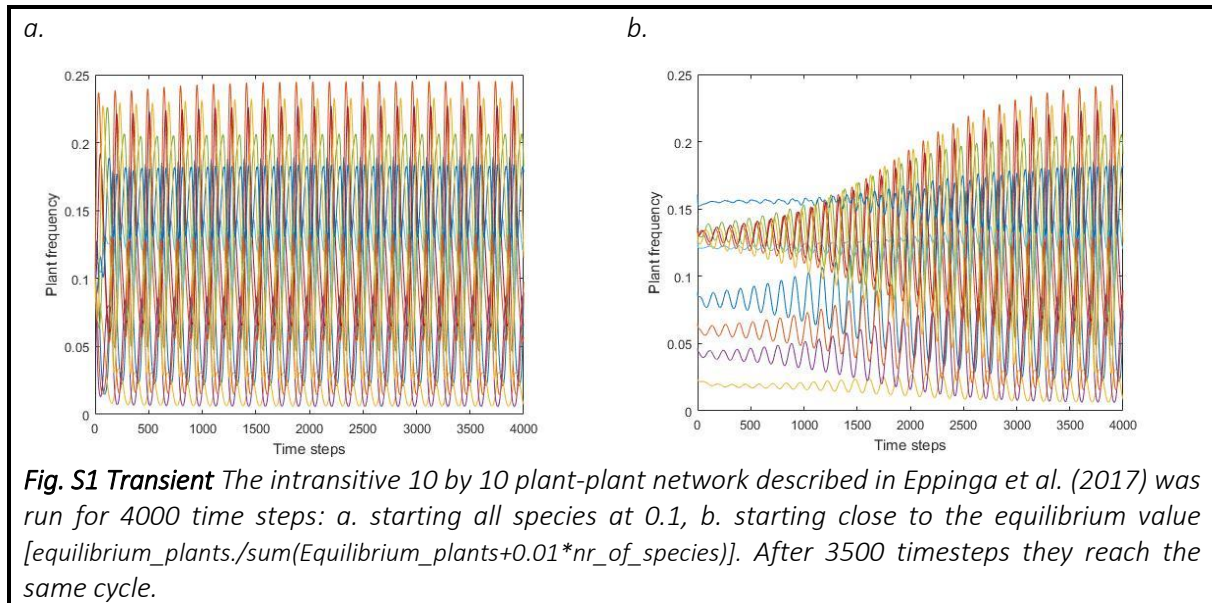 a.
b.
0.25
0.2
0.15
0.1
0.05
0
Plant frequency
0 500 1000 1500 2000 2500 3000 3500 4000
Time steps
0.25
0.2
0.15
0.1
0.05
0
Plant frequency
0 500 1000 1500 2000 2500 3000 3500 4000
Time steps
Fig. S1 Transient The intransitive 10 by 10 plant-plant network described in Eppinga et al. (2017) was
run for 4000 time steps: a. starting all species at 0.1, b. starting close to the equilibrium value
[equilibrium_plants./sum(Equilibrium_plants+0.01*nr_of_species)]. After 3500 timesteps they reach the
same cycle.